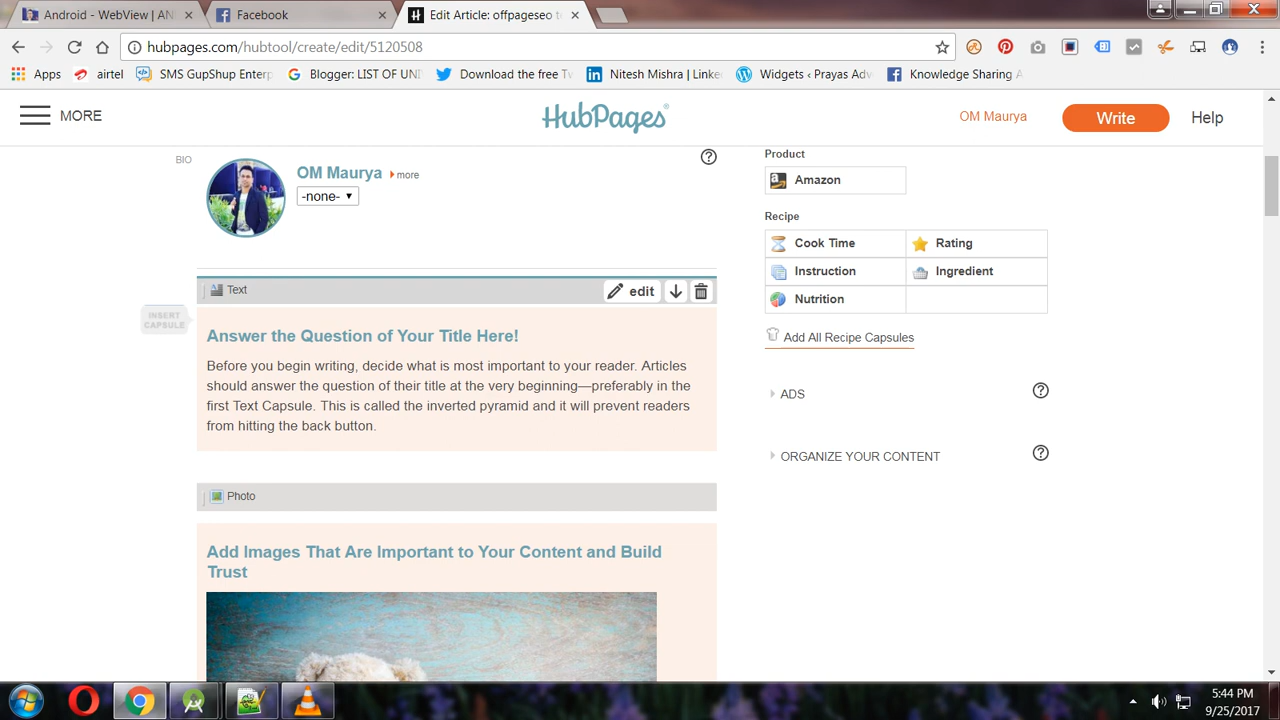 Android - WebView | AN
Facebook
Edit Article: offpageseo t
hubpages.com/hubtool/create/edit/5120508
Apps
airtel
SMS GupShup Enterp
Blogger: LIST OF UNI
Download the free Tw
Nitesh Mishra | Linke
Widgets ‹ Prayas Adv
Knowledge Sharing A
MORE
HubPages
OM Maurya
Write
Help
BIO
OM Maurya
more
-none-
Text
edit
INSERT
CAPSULE
Answer the Question of Your Title Here!
Before you begin writing, decide what is most important to your reader. Articles
should answer the question of their title at the very beginning—preferably in the
first Text Capsule. This is called the inverted pyramid and it will prevent readers
from hitting the back button.
Photo
Add Images That Are Important to Your Content and Build
Trust
Product
Amazon
Recipe
Cook Time
Rating
Instruction
Ingredient
Nutrition
Add All Recipe Capsules
ADS
ORGANIZE YOUR CONTENT
5:44 PM
9/25/2017